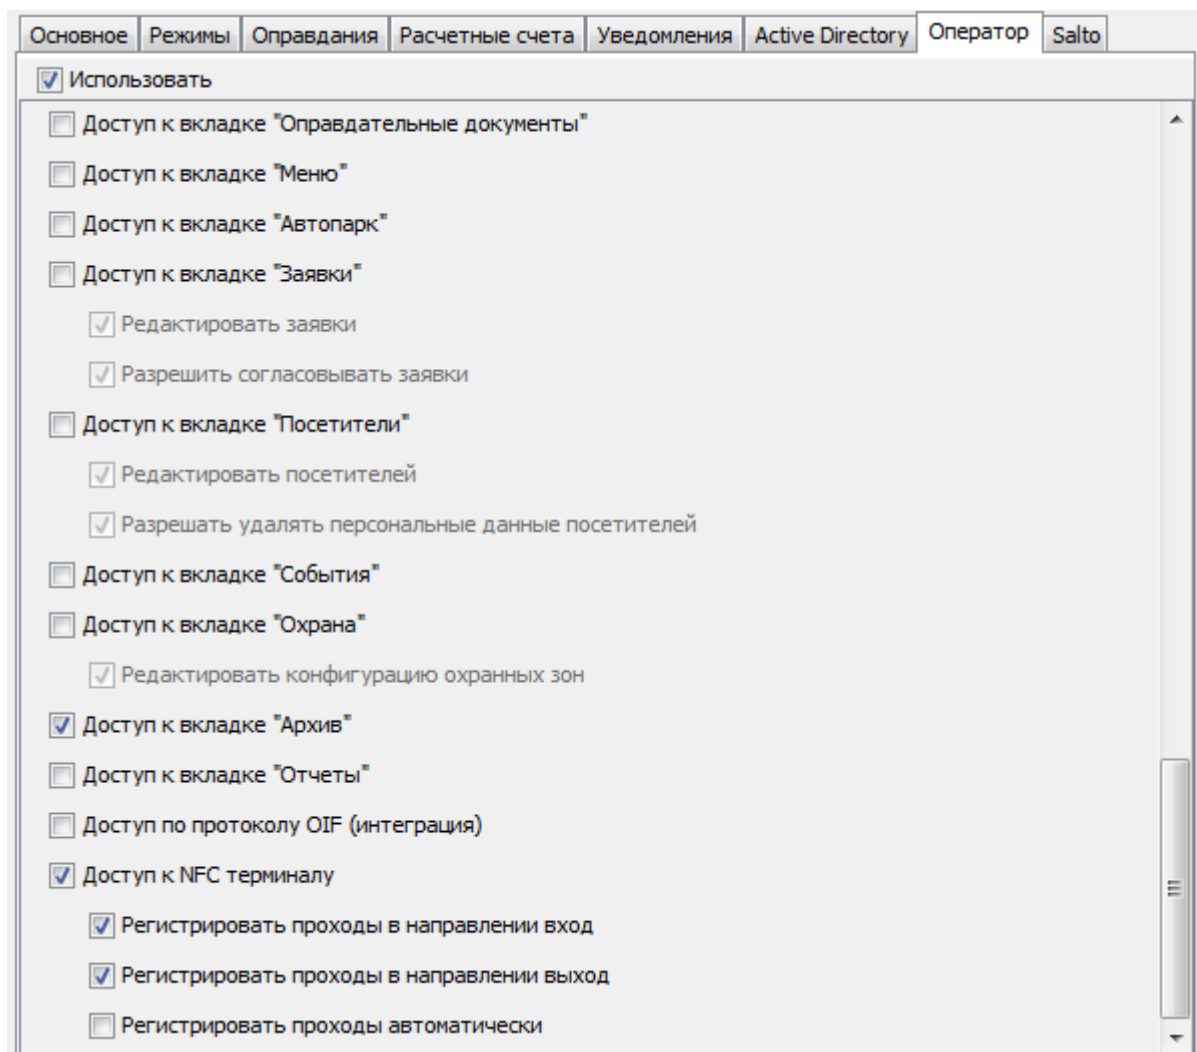 Основное Режимы Оправдания Расчетные счета Уведомления Active Directory Оператор Salto
Использовать
Доступ к вкладке "Оправдательные документы"
Доступ к вкладке "Меню"
Доступ к вкладке "Автопарк"
Доступ к вкладке "Заявки"
Редактировать заявки
Разрешить согласовывать заявки
Доступ к вкладке "Посетители"
Редактировать посетителей
Разрешать удалять персональные данные посетителей
Доступ к вкладке "События"
Доступ к вкладке "Охрана"
Редактировать конфигурацию охранных зон
Доступ к вкладке "Архив"
Доступ к вкладке "Отчеты"
Доступ по протоколу OIF (интеграция)
Доступ к NFC терминалу
Регистрировать проходы в направлении вход
Регистрировать проходы в направлении выход
Регистрировать проходы автоматически